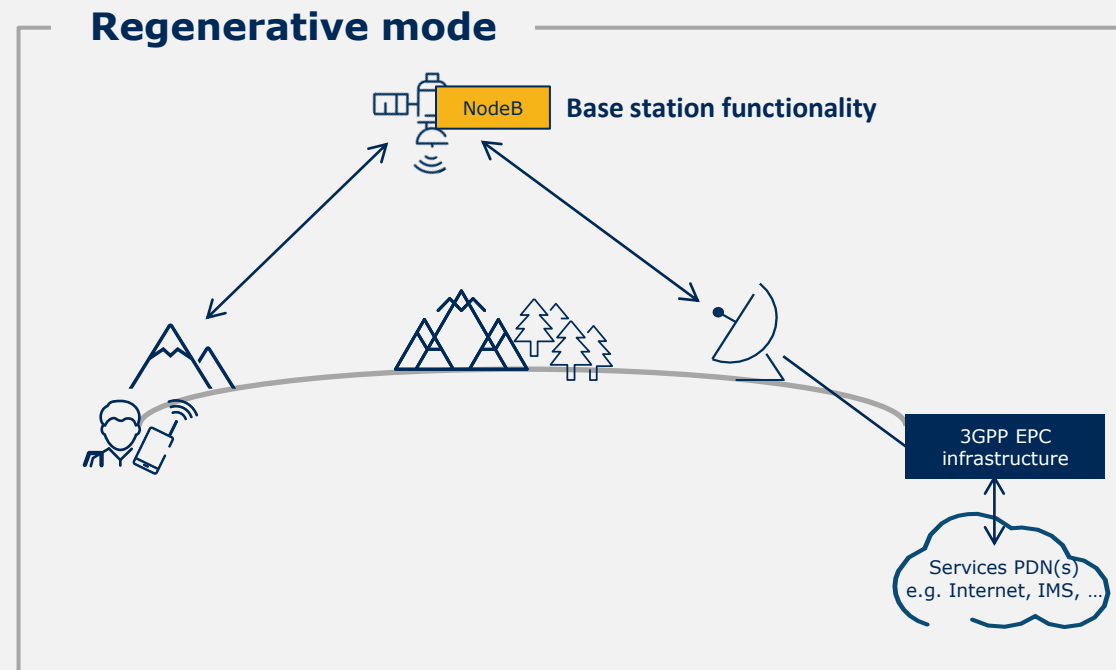 Regenerative mode
NodeB
Base station functionality
3GPP EPC
infrastructure
Services PDN(s)
e.g. Internet, IMS, …